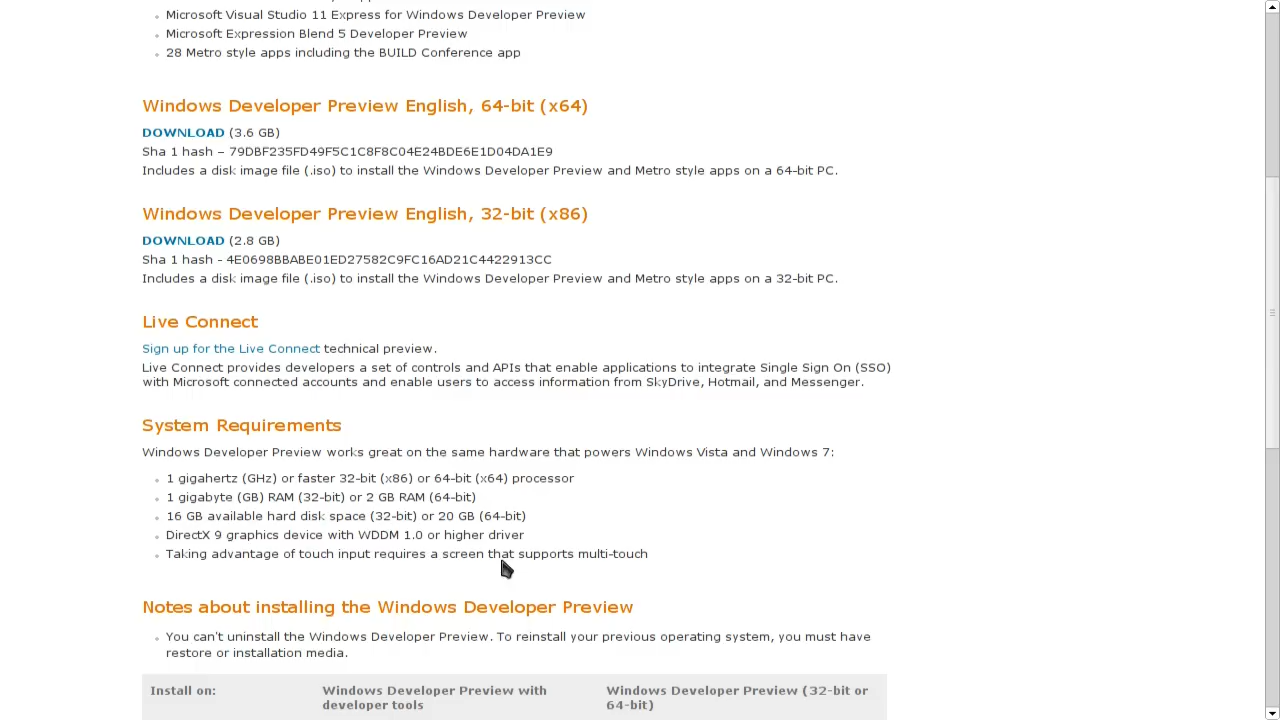 Microsoft Visual Studio 11 Express for Windows Developer Preview
Microsoft Expression Blend 5 Developer Preview
28 Metro style apps including the BUILD Conference app
Windows Developer Preview English, 64-bit (x64)
DOWNLOAD (3.6 GB)
Sha 1 hash – 79DBF235FD49F5C1C8F8C04E24BDE6E1D04DA1E9
Includes a disk image file (.iso) to install the Windows Developer Preview and Metro style apps on a 64-bit PC.
Windows Developer Preview English, 32-bit (x86)
DOWNLOAD (2.8 GB)
Sha 1 hash - 4E0698BBABE01ED27582C9FC16AD21C4422913CC
Includes a disk image file (.iso) to install the Windows Developer Preview and Metro style apps on a 32-bit PC.
Live Connect
Sign up for the Live Connect technical preview.
Live Connect provides developers a set of controls and APIs that enable applications to integrate Single Sign On (SSO)
with Microsoft connected accounts and enable users to access information from SkyDrive, Hotmail, and Messenger.
System Requirements
Windows Developer Preview works great on the same hardware that powers Windows Vista and Windows 7:
1 gigahertz (GHz) or faster 32-bit (x86) or 64-bit (x64) processor
1 gigabyte (GB) RAM (32-bit) or 2 GB RAM (64-bit)
16 GB available hard disk space (32-bit) or 20 GB (64-bit)
DirectX 9 graphics device with WDDM 1.0 or higher driver
Taking advantage of touch input requires a screen that supports multi-touch
Notes about installing the Windows Developer Preview
You can't uninstall the Windows Developer Preview. To reinstall your previous operating system, you must have
restore or installation media.
Install on: Windows Developer Preview with Windows Developer Preview (32-bit or
developer tools 64-bit)